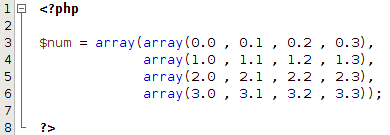 1 <?php
2
3 $num = array(array(0.0 , 0.1 , 0.2 , 0.3),
4 array(1.0 , 1.1 , 1.2 , 1.3),
5 array(2.0 , 2.1 , 2.2 , 2.3),
6 array(3.0 , 3.1 , 3.2 , 3.3));
7
8 ?>